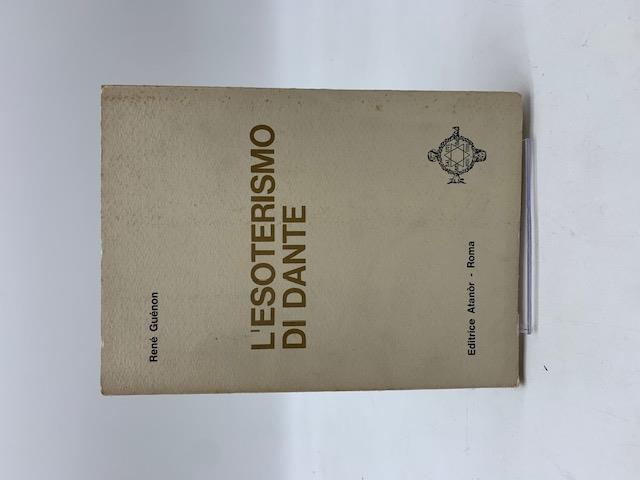 René Guénon
L'ESOTERISMO
DI DANTE
Editrice Atanòr - Roma